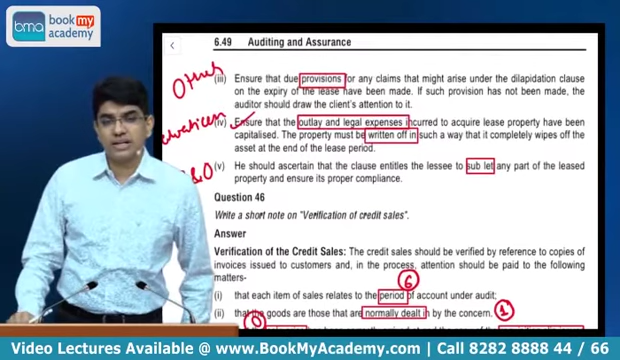 bma
book my
academy
6.49 Auditing and Assurance
Others
(iii) Ensure that due provisions for any claims that might arise under the dilapidation clause
on the expiry of the lease have been made. If such provision has not been made, the
auditor should draw the client's attention to it.
(iv) Ensure that the outlay and legal expenses incurred to acquire lease property have been
capitalised. The property must be written off in such a way that it completely wipes off the
asset at the end of the lease period.
(v) He should ascertain that the clause entitles the lessee to sub let any part of the leased
property and ensure its proper compliance.
Question 46
Write a short note on "Verification of credit sales".
Answer
Verification of the Credit Sales: The credit sales should be verified by reference to copies of
invoices issued to customers and, in the process, attention should be paid to the following
matters-
6
(i) that each item of sales relates to the period of account under audit;
(ii) that the goods are those that are normally dealt in by the concern. 1
Video Lectures Available @ www.BookMyAcademy.com | Call 8282 8888 44 / 66